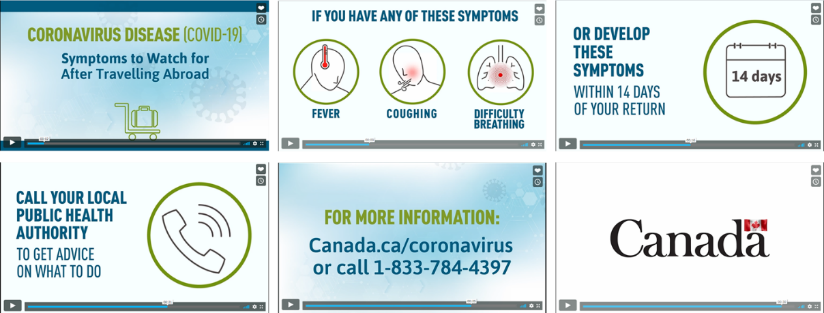 CORONAVIRUS DISEASE (COVID-19)
Symptoms to Watch for
After Travelling Abroad
IF YOU HAVE ANY OF THESE SYMPTOMS
FEVER
COUGHING
DIFFICULTY
BREATHING
OR DEVELOP
THESE
SYMPTOMS
WITHIN 14 DAYS
OF YOUR RETURN
14 days
CALL YOUR LOCAL
PUBLIC HEALTH
AUTHORITY
TO GET ADVICE
ON WHAT TO DO
FOR MORE INFORMATION:
Canada.ca/coronavirus
or call 1-833-784-4397
Canada